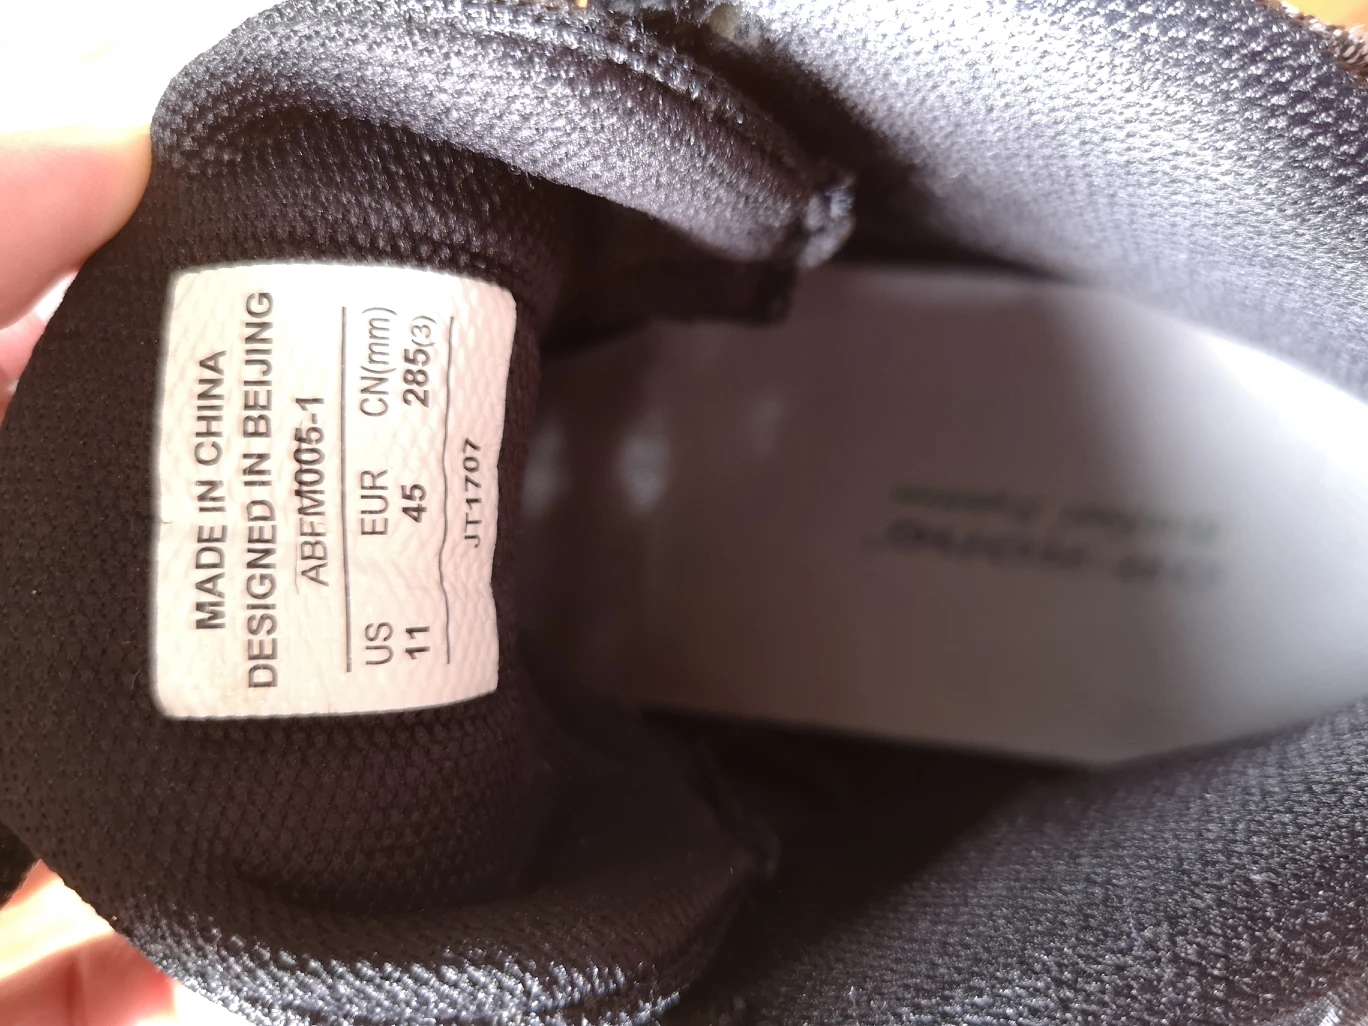 MADE IN CHINA
DESIGNED IN BEIJING
ABFM005-1
US EUR CN(mm)
11 45 285(3)
JT1707